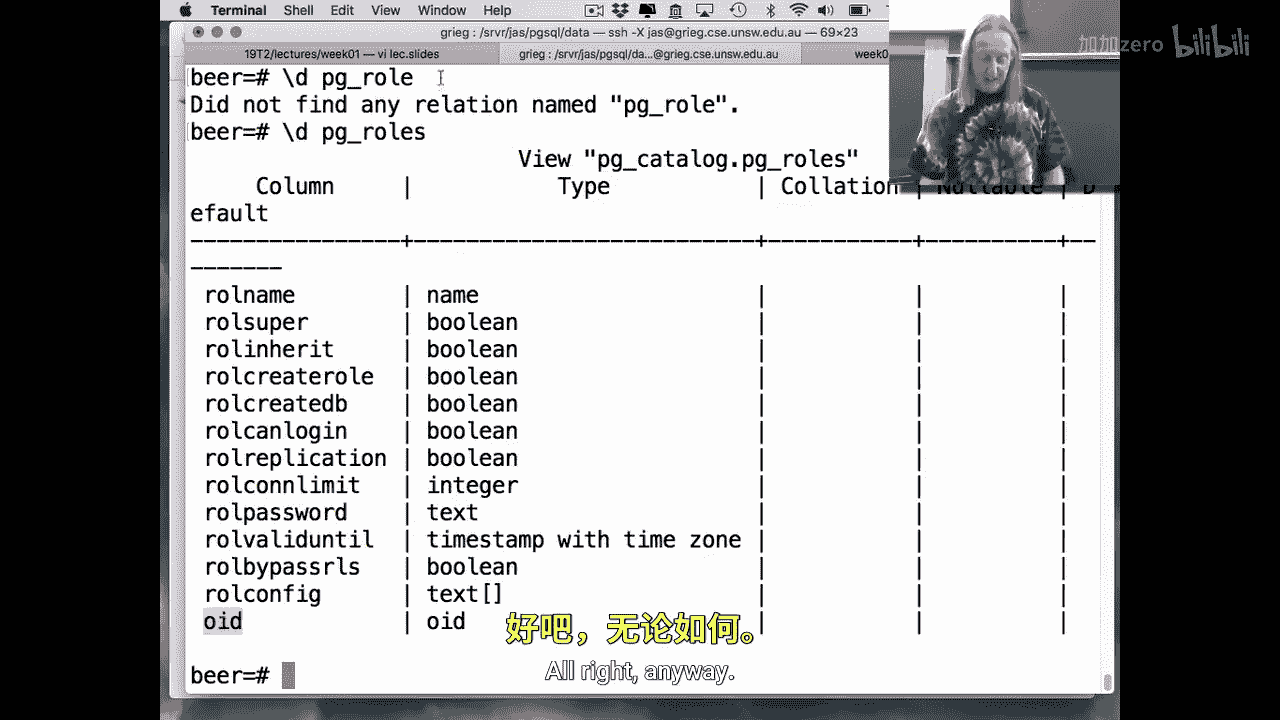 Terminal Shell Edit View Window Help
grieg : /srvr/jas/pgsql/data — ssh -X jas@grieg.cse.unsw.edu.au — 69×23
19T2/lectures/week01 — vi lec.slides
grieg : /srvr/jas/pgsql/da...@grieg.cse.unsw.edu.au
week0
加加zero bilibili
beer=# \d pg_role
Did not find any relation named "pg_role".
beer=# \d pg_roles
View "pg_catalog.pg_roles"
Column | Type | Collation | Nullable | D
efault
----------------+--------------------------+-----------+----------+--
-------
rolname | name | | |
rolsuper | boolean | | |
rolinherit | boolean | | |
rolcreaterole | boolean | | |
rolcreatedb | boolean | | |
rolcanlogin | boolean | | |
rolreplication | boolean | | |
rolconnlimit | integer | | |
rolpassword | text | | |
rolvaliduntil | timestamp with time zone | | |
rolbypassrls | boolean | | |
rolconfig | text[] | | |
oid | oid | | |
好吧，无论如何。
All right, anyway.
beer=#